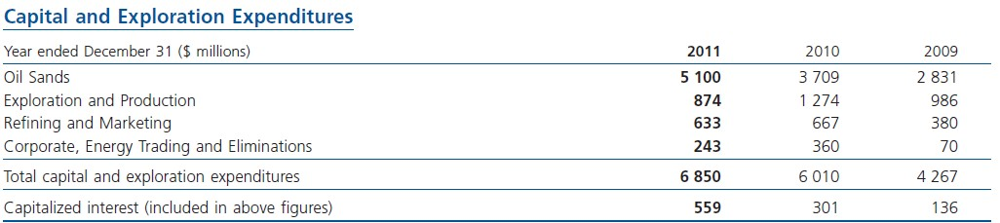 Capital and Exploration Expenditures
Year ended December 31 ($ millions) 2011 2010 2009
Oil Sands 5 100 3 709 2 831
Exploration and Production 874 1 274 986
Refining and Marketing 633 667 380
Corporate, Energy Trading and Eliminations 243 360 70
Total capital and exploration expenditures 6 850 6 010 4 267
Capitalized interest (included in above figures) 559 301 136